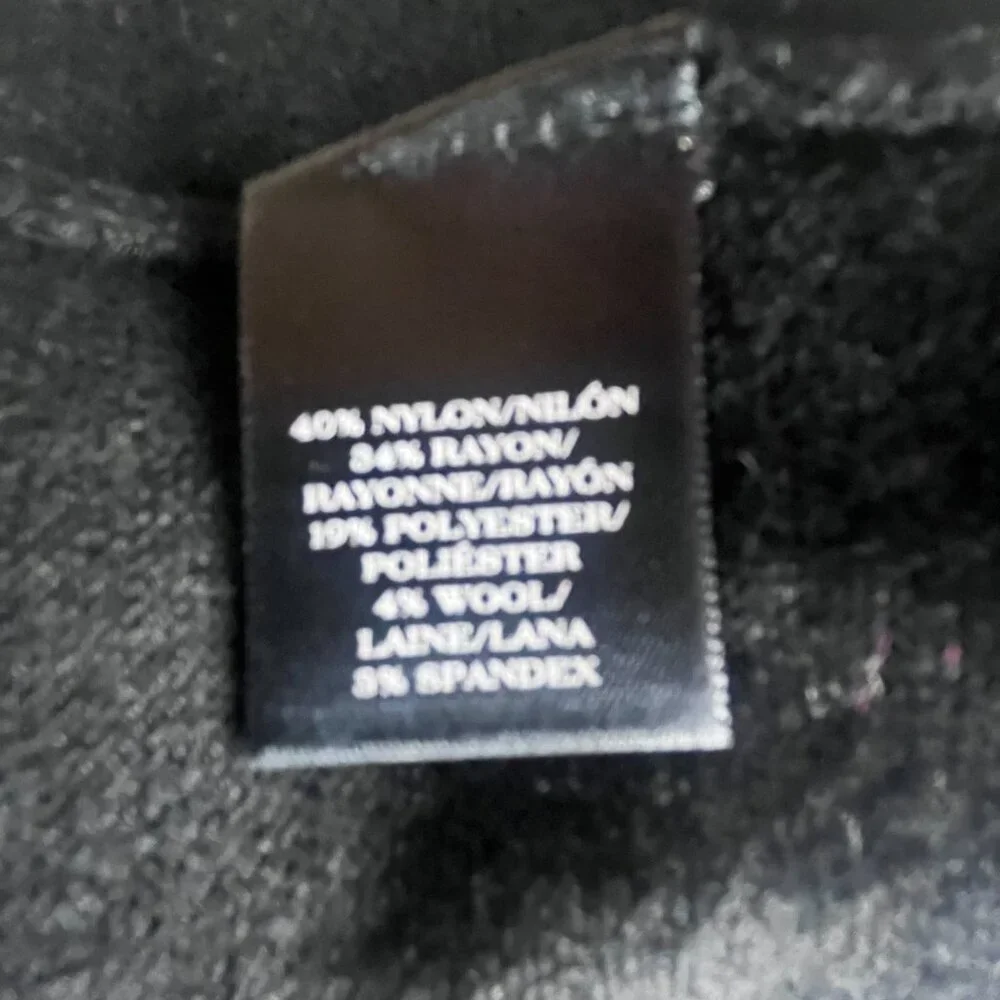 40% NYLON/NILÓN
34% RAYON/
RAYONNE/RAYÓN
19% POLYESTER/
POLIÉSTER
4% WOOL/
LAINE/LANA
3% SPANDEX